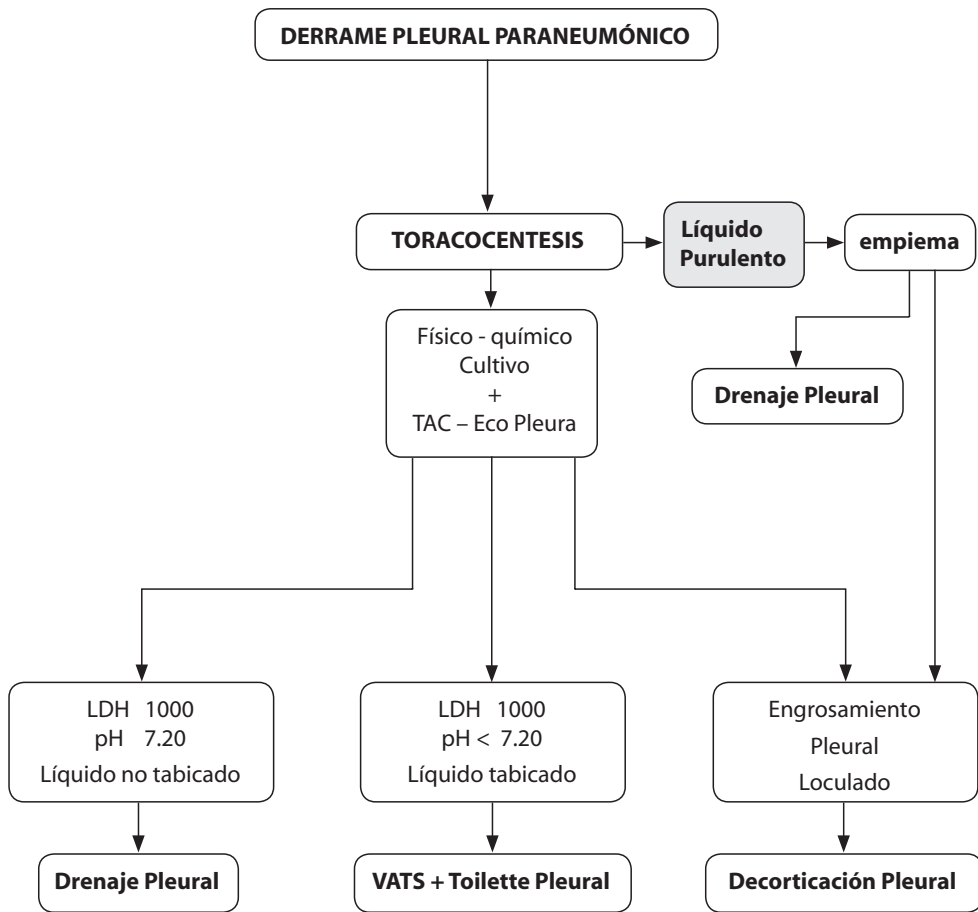 DERRAME PLEURAL PARANEUMÓNICO
TORACOCENTESIS
Líquido
Purulento
empiema
Físico - químico
Cultivo
+
TAC – Eco Pleura
Drenaje Pleural
LDH 1000
pH 7.20
Líquido no tabicado
LDH 1000
pH < 7.20
Líquido tabicado
Engrosamiento
Pleural
Loculado
Drenaje Pleural
VATS + Toilette Pleural
Decorticación Pleural